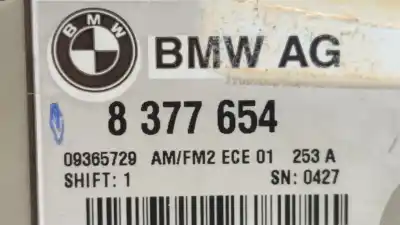 BMW
BMW AG
8 377 654
09365729 AM/FM2 ECE 01 253 A
SHIFT: 1 SN: 0427